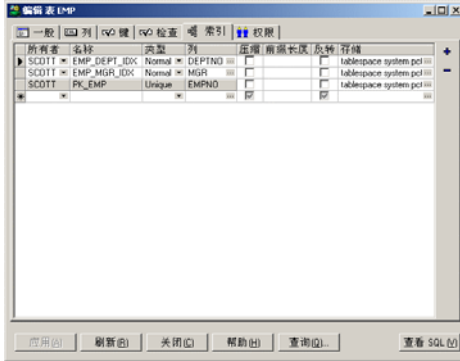 编辑 表 EMP
一般 列 键 检查 索引 权限
所有者 名称 类型 列 压缩 前缀长度 反转 存储
SCOTT EMP_DEPT_IDX Normal DEPTNO tablespace system pct
SCOTT EMP_MGR_IDX Normal MGR tablespace system pct
SCOTT PK_EMP Unique EMPNO tablespace system pct
应用(A) 刷新(R) 关闭(C) 帮助(H) 查询(Q)... 查看 SQL (V)